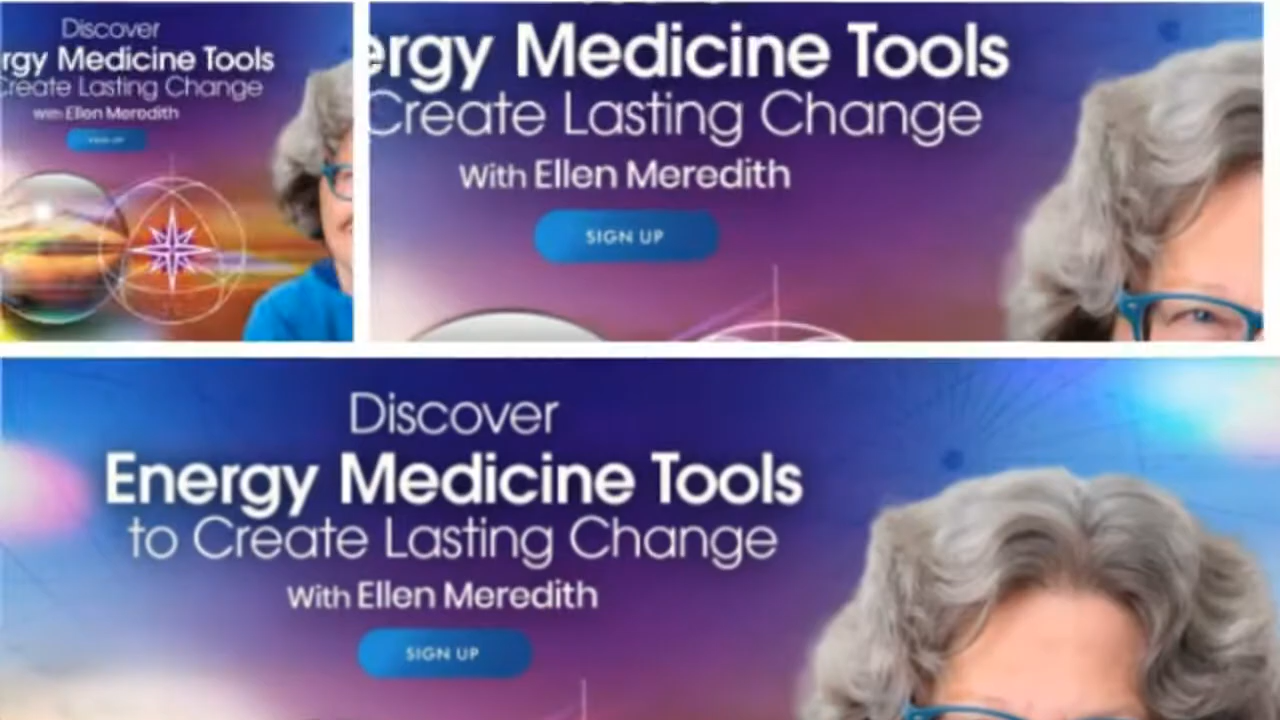 Discover
rgy Medicine Tools
Create Lasting Change
with Ellen Meredith
SIGN UP
ergy Medicine Tools
Create Lasting Change
With Ellen Meredith
SIGN UP
Discover
Energy Medicine Tools
to Create Lasting Change
With Ellen Meredith
SIGN UP